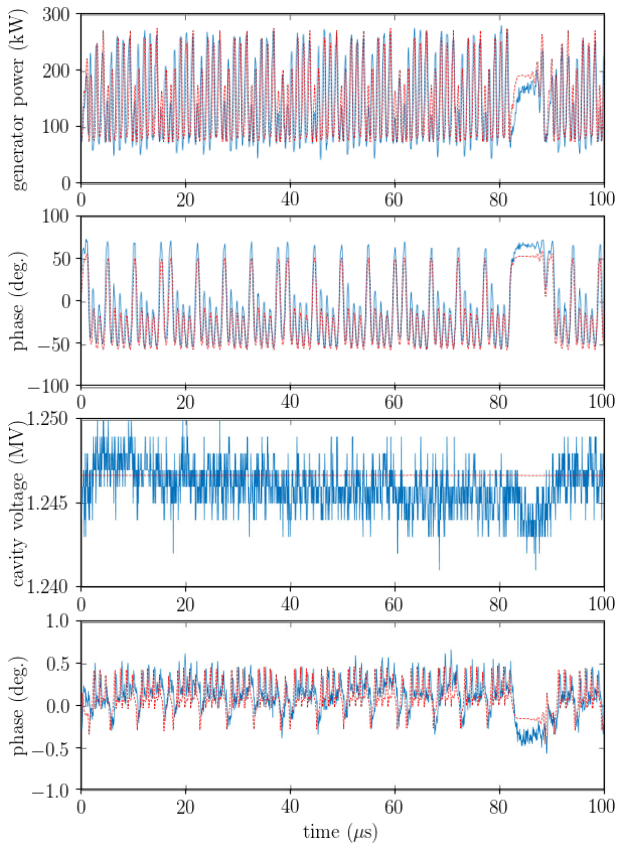 generator power (kW)
300
200
100
0
0 20 40 60 80 100
phase (deg.)
100
50
0
−50
−100
0 20 40 60 80 100
cavity voltage (MV)
1.250
1.245
1.240
0 20 40 60 80 100
phase (deg.)
1.0
0.5
0.0
−0.5
−1.0
0 20 40 60 80 100
time (μs)